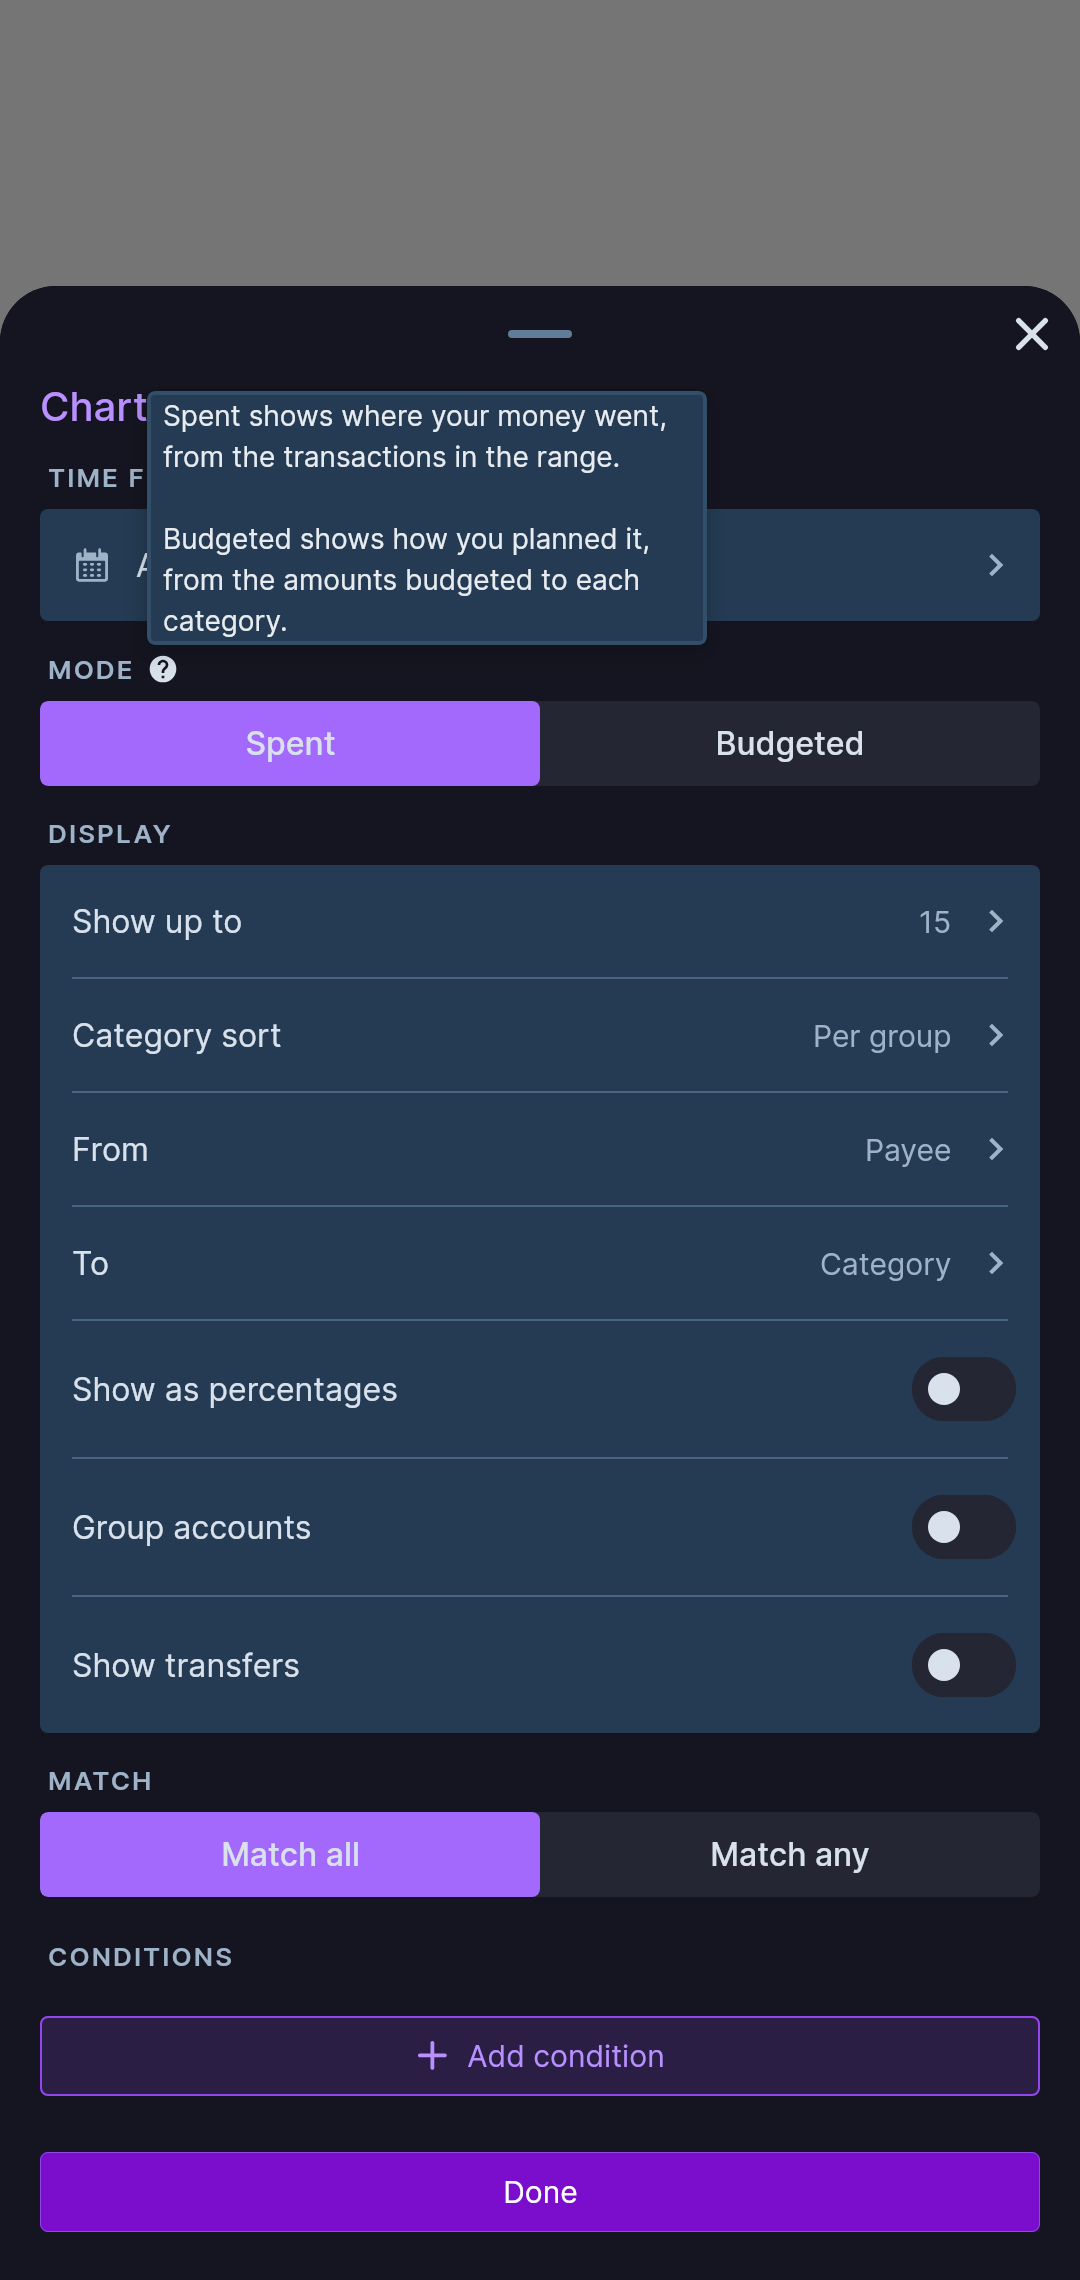 Chart
Spent shows where your money went,
from the transactions in the range.
Budgeted shows how you planned it,
from the amounts budgeted to each
category.
TIME F
MODE ?
Spent
Budgeted
DISPLAY
Show up to
15
Category sort
Per group
From
Payee
To
Category
Show as percentages
Group accounts
Show transfers
MATCH
Match all
Match any
CONDITIONS
+ Add condition
Done